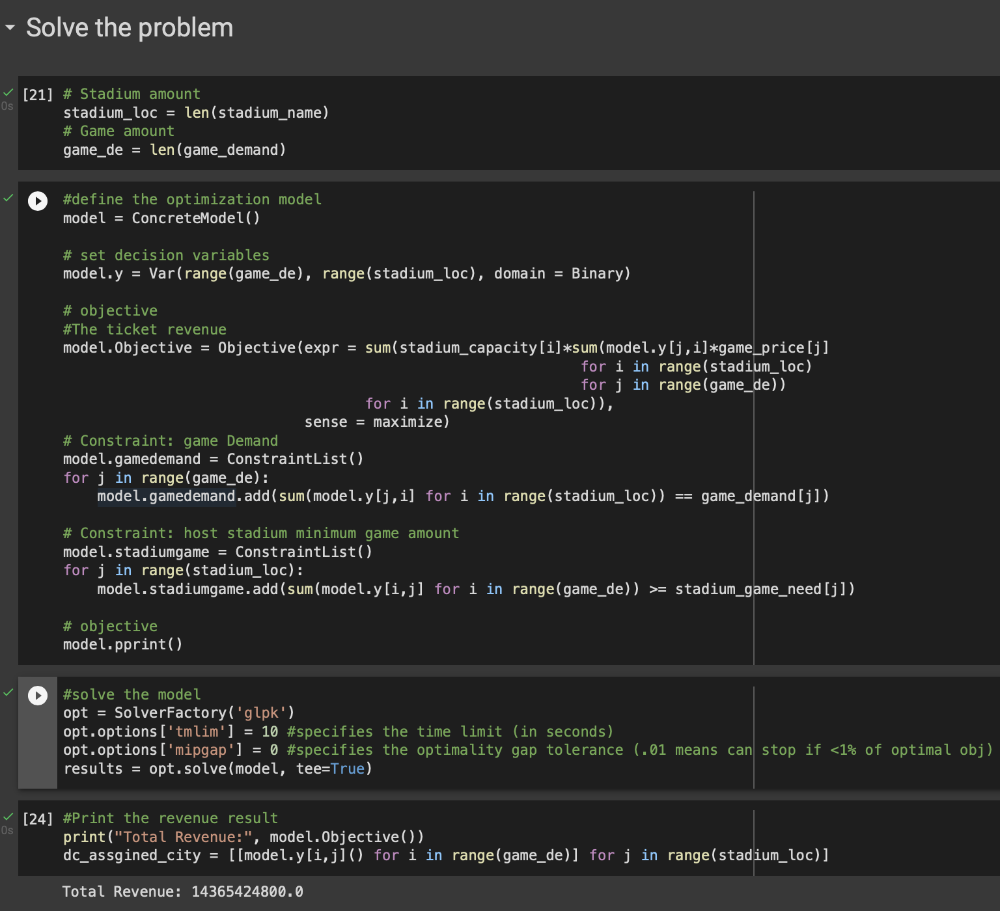 Solve the problem
[21] # Stadium amount
0s
stadium_loc = len(stadium_name)
# Game amount
game_de = len(game_demand)
#define the optimization model
model = ConcreteModel()
# set decision variables
model.y = Var(range(game_de), range(stadium_loc), domain = Binary)
# objective
#The ticket revenue
model.Objective = Objective(expr = sum(stadium_capacity[i]*sum(model.y[j,i]*game_price[j]
for i in range(stadium_loc)
for j in range(game_de))
for i in range(stadium_loc)),
sense = maximize)
# Constraint: game Demand
model.gamedemand = ConstraintList()
for j in range(game_de):
model.gamedemand.add(sum(model.y[j,i] for i in range(stadium_loc)) == game_demand[j])
# Constraint: host stadium minimum game amount
model.stadiumgame = ConstraintList()
for j in range(stadium_loc):
model.stadiumgame.add(sum(model.y[i,j] for i in range(game_de)) >= stadium_game_need[j])
# objective
model.pprint()
#solve the model
opt = SolverFactory('glpk')
opt.options['tmlim'] = 10 #specifies the time limit (in seconds)
opt.options['mipgap'] = 0 #specifies the optimality gap tolerance (.01 means can stop if <1% of optimal obj)
results = opt.solve(model, tee=True)
[24] #Print the revenue result
0s
print("Total Revenue:", model.Objective())
dc_assgined_city = [[model.y[i,j]() for i in range(game_de)] for j in range(stadium_loc)]
Total Revenue: 14365424800.0